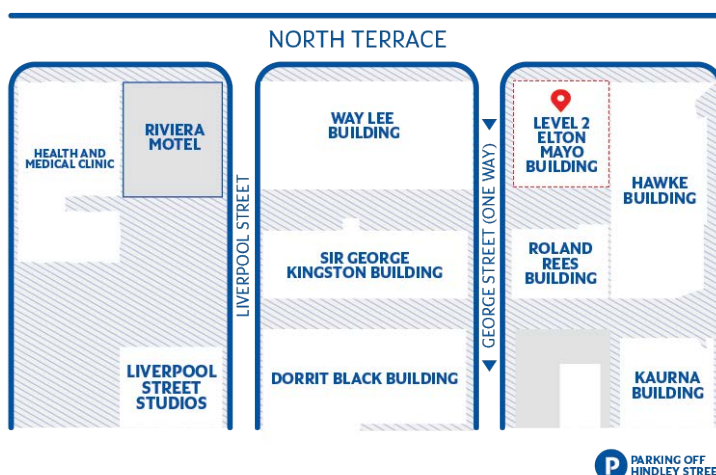 NORTH TERRACE
HEALTH AND
MEDICAL CLINIC
RIVIERA
MOTEL
LIVERPOOL STREET
LIVERPOOL
STREET
STUDIOS
WAY LEE
BUILDING
SIR GEORGE
KINGSTON BUILDING
DORRIT BLACK BUILDING
GEORGE STREET (ONE WAY)
LEVEL 2
ELTON
MAYO
BUILDING
HAWKE
BUILDING
ROLAND
REES
BUILDING
KAURNA
BUILDING
P
PARKING OFF
HINDLEY STREE